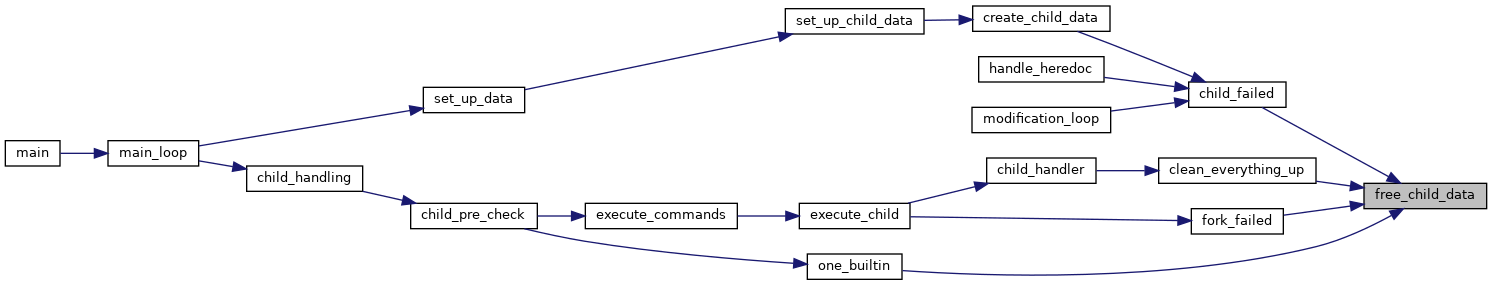 set_up_child_data
create_child_data
handle_heredoc
child_failed
set_up_data
modification_loop
main
main_loop
child_handling
child_handler
clean_everything_up
free_child_data
child_pre_check
execute_commands
execute_child
fork_failed
one_builtin